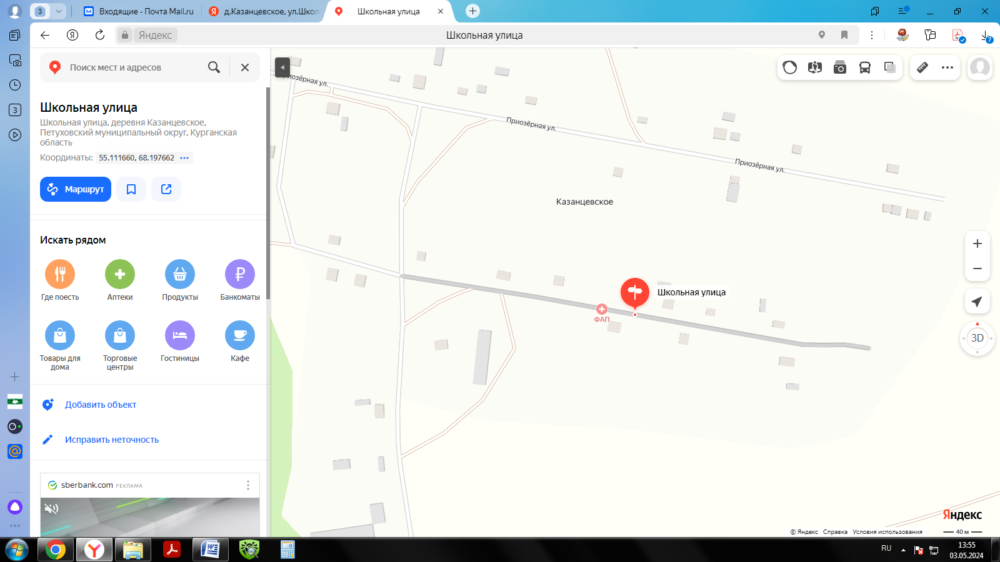 3
Входящие - Почта Mail.ru
д.Казанцевское, ул.Школ
Школьная улица
Яндекс
Школьная улица
7
3
Поиск мест и адресов
Школьная улица
Школьная улица, деревня Казанцевское,
Петуховский муниципальный округ, Курганская
область
Координаты: 55.111660, 68.197662
Маршрут
Искать рядом
Где поесть
Аптеки
Продукты
Банкоматы
Товары для
дома
Торговые
центры
Гостиницы
Кафе
Добавить объект
Исправить неточность
sberbank.com РЕКЛАМА
Приозёрная ул.
Приозёрная ул.
Приозёрная ул.
Казанцевское
Школьная улица
ФАП
3D
Яндекс
© Яндекс Справка Условия использования
40 м
RU
13:55
03.05.2024